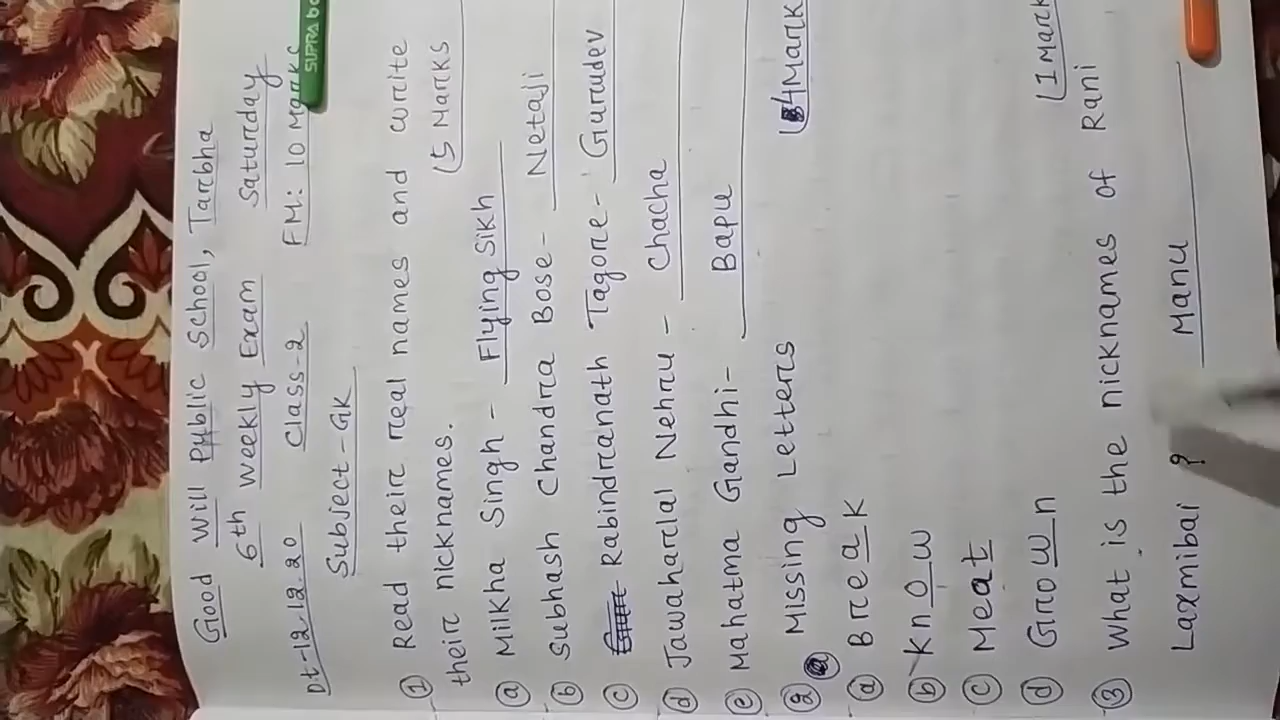 Good Will Public School, Tarbha
6th Weekly Exam Saturday
Dt-12.12.20 Class-2 FM: 10 Marks
Subject-GK
① Read their real names and write
their nicknames. (5 Marks
ⓐ Milkha Singh - Flying Sikh
ⓑ Subhash Chandra Bose - Netaji
ⓒ Rabindranath Tagore - Gurudev
ⓓ Jawaharlal Nehru - Chacha
ⓔ Mahatma Gandhi - Bapu
② Missing Letters (4 Mark
ⓐ Break
ⓑ Know
ⓒ Meat
ⓓ Grown
③ What is the nicknames of Rani (1 Mark
Laxmibai ? Manu
SUPRA bo